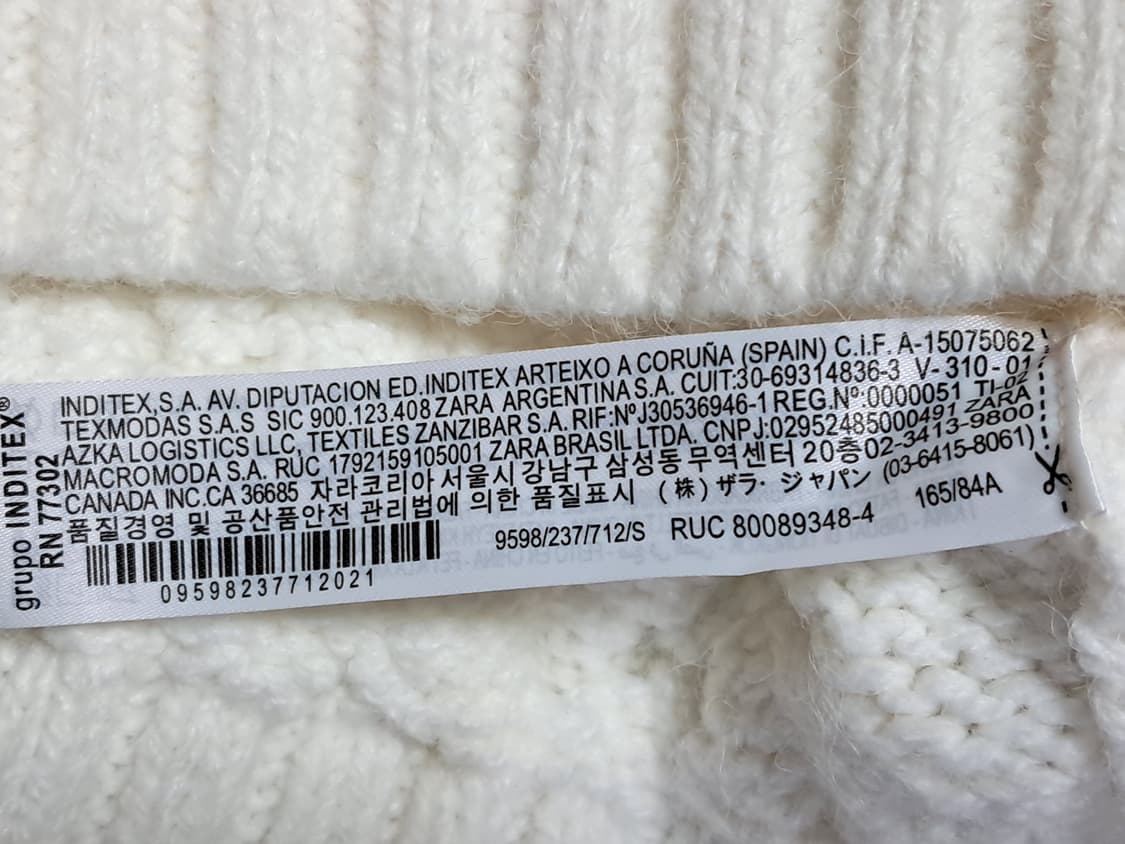 grupo INDITEX®
RN 77302
INDITEX,S.A. AV. DIPUTACION ED.INDITEX ARTEIXO A CORUÑA (SPAIN) C.I.F. A-15075062
TEXMODAS S.A.S SIC 900.123.408 ZARA ARGENTINA S.A. CUIT:30-69314836-3 V-310-01
AZKA LOGISTICS LLC, TEXTILES ZANZIBAR S.A. RIF:Nº J30536946-1 REG.Nº:0000051 TI-02
MACROMODA S.A. RUC 1792159105001 ZARA BRASIL LTDA. CNPJ:02952485000491 ZARA
CANADA INC.CA 36685 자라코리아 서울시 강남구 삼성동 무역센터 20층 02-3413-9800
품질경영 및 공산품안전 관리법에 의한 품질표시 (株) ザラ・ジャパン (03-6415-8061)
9598/237/712/S RUC 80089348-4 165/84A
09598237712021